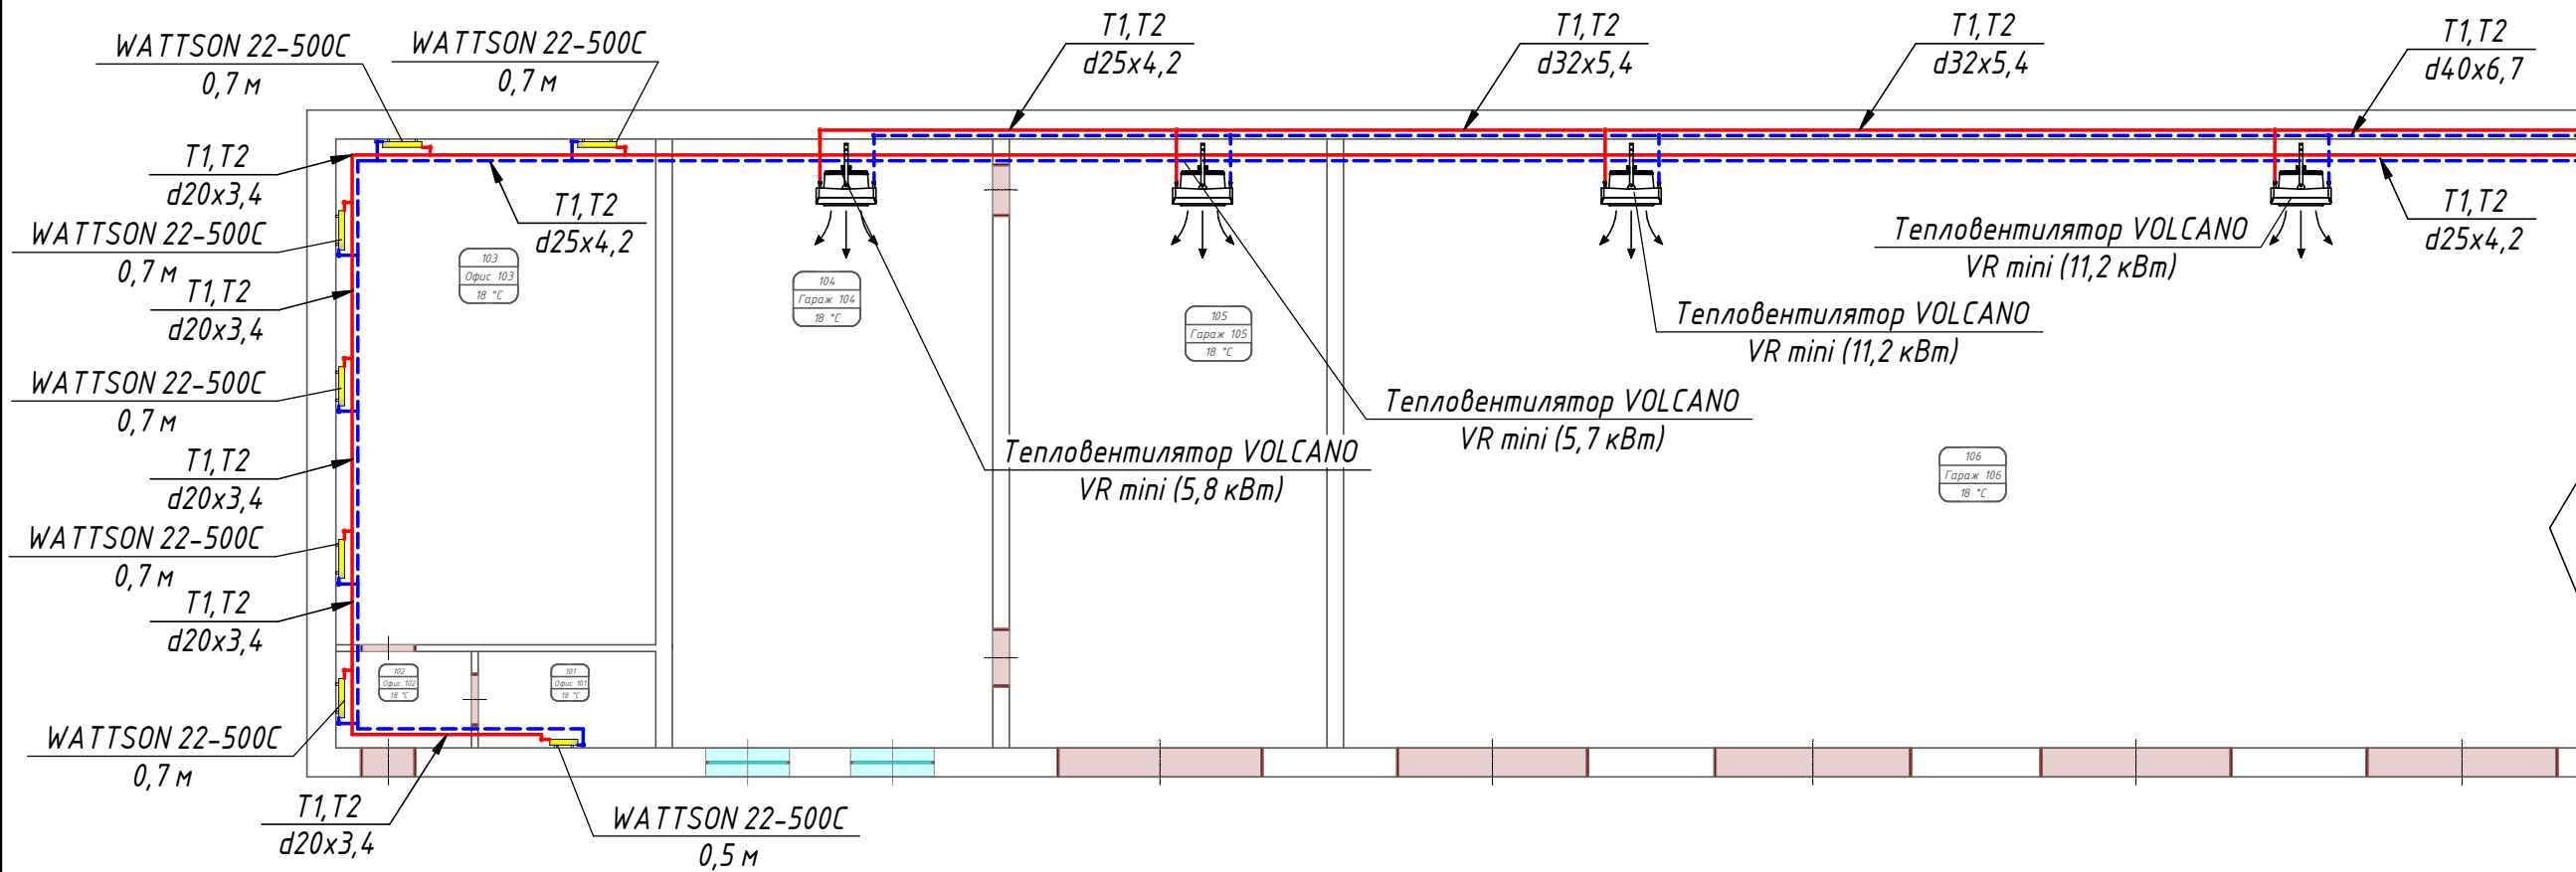 WATTSON 22-500C
0,7 м
WATTSON 22-500C
0,7 м
T1,T2
d25x4,2
T1,T2
d32x5,4
T1,T2
d32x5,4
T1,T2
d40x6,7
T1,T2
d20x3,4
WATTSON 22-500C
0,7 м
T1,T2
d25x4,2
T1,T2
d20x3,4
103
Офис 103
18 °C
104
Гараж 104
18 °C
105
Гараж 105
18 °C
Тепловентилятор VOLCANO
VR mini (11,2 кВт)
T1,T2
d25x4,2
Тепловентилятор VOLCANO
VR mini (11,2 кВт)
WATTSON 22-500C
0,7 м
Тепловентилятор VOLCANO
VR mini (5,7 кВт)
Тепловентилятор VOLCANO
VR mini (5,8 кВт)
106
Гараж 106
18 °C
T1,T2
d20x3,4
WATTSON 22-500C
0,7 м
T1,T2
d20x3,4
102
Офис 102
18 °C
101
Офис 101
18 °C
WATTSON 22-500C
0,7 м
T1,T2
d20x3,4
WATTSON 22-500C
0,5 м